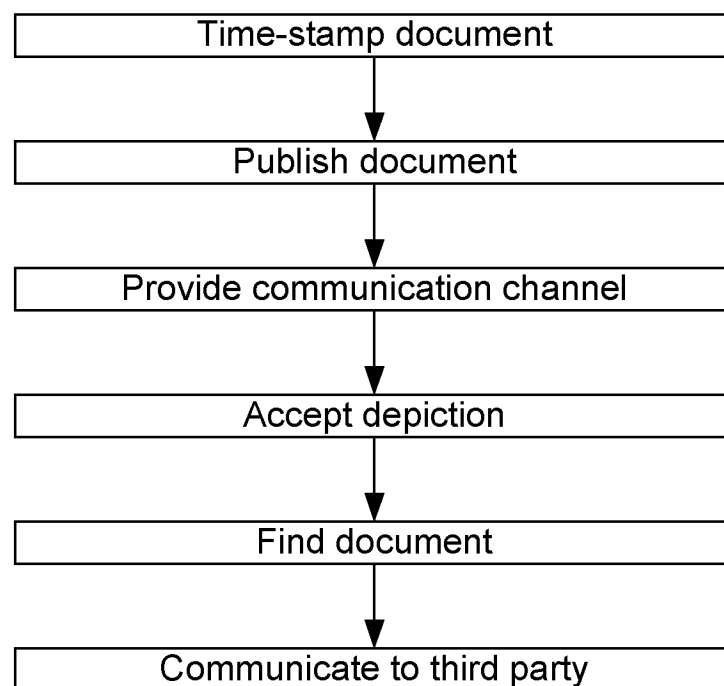 Time-stamp document
Publish document
Provide communication channel
Accept depiction
Find document
Communicate to third party